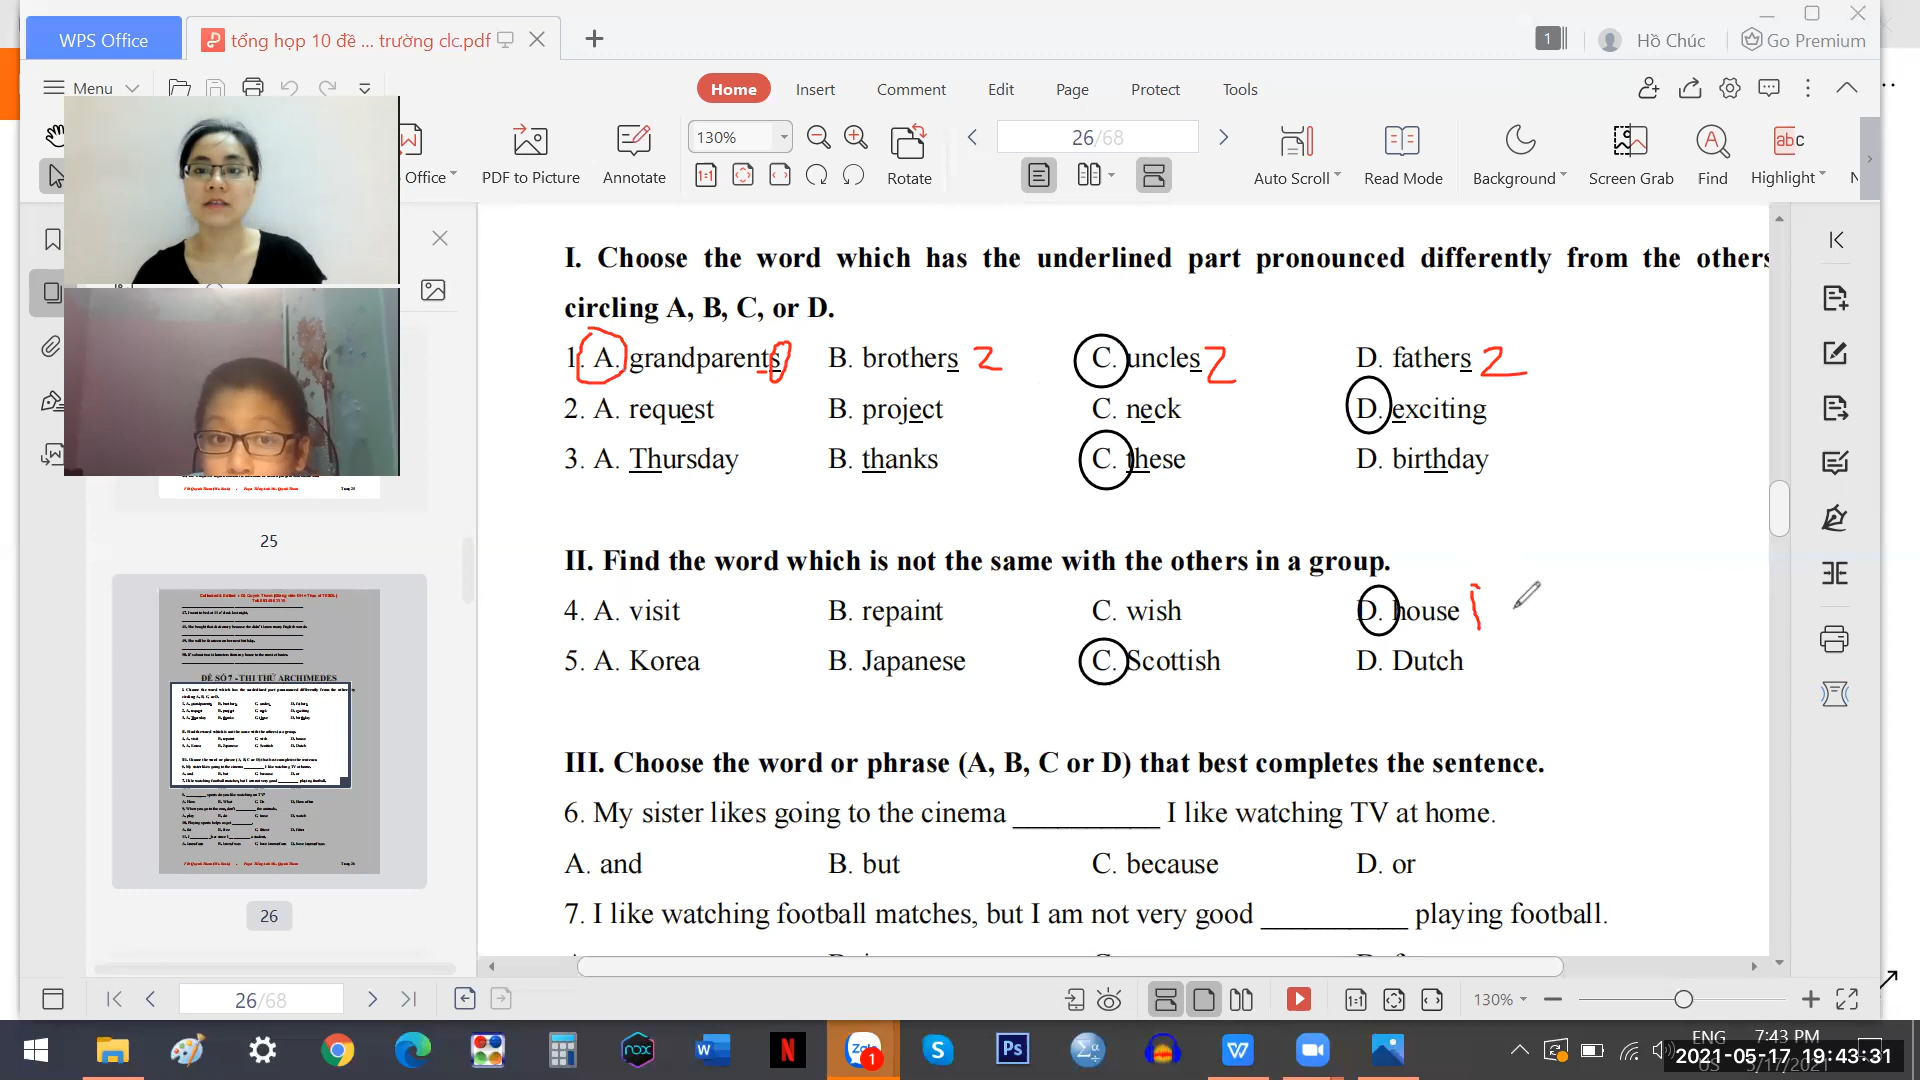 WPS Office
tổng hợp 10 đề ... trường clc.pdf
1
Hồ Chúc
Go Premium
Menu
Home Insert Comment Edit Page Protect Tools
130%
26/68
Office PDF to Picture Annotate Rotate Auto Scroll Read Mode Background Screen Grab Find Highlight
I. Choose the word which has the underlined part pronounced differently from the others
circling A, B, C, or D.
1. A. grandparents B. brothers 2 C. uncles 2 D. fathers 2
2. A. request B. project C. neck D. exciting
3. A. Thursday B. thanks C. these D. birthday
II. Find the word which is not the same with the others in a group.
4. A. visit B. repaint C. wish D. house
5. A. Korea B. Japanese C. Scottish D. Dutch
III. Choose the word or phrase (A, B, C or D) that best completes the sentence.
6. My sister likes going to the cinema __________ I like watching TV at home.
A. and B. but C. because D. or
7. I like watching football matches, but I am not very good __________ playing football.
25
ĐỀ SỐ 7 - THI THỬ ARCHIMEDES
26
26/68
130%
ENG 7:43 PM
2021-05-17 19:43:31